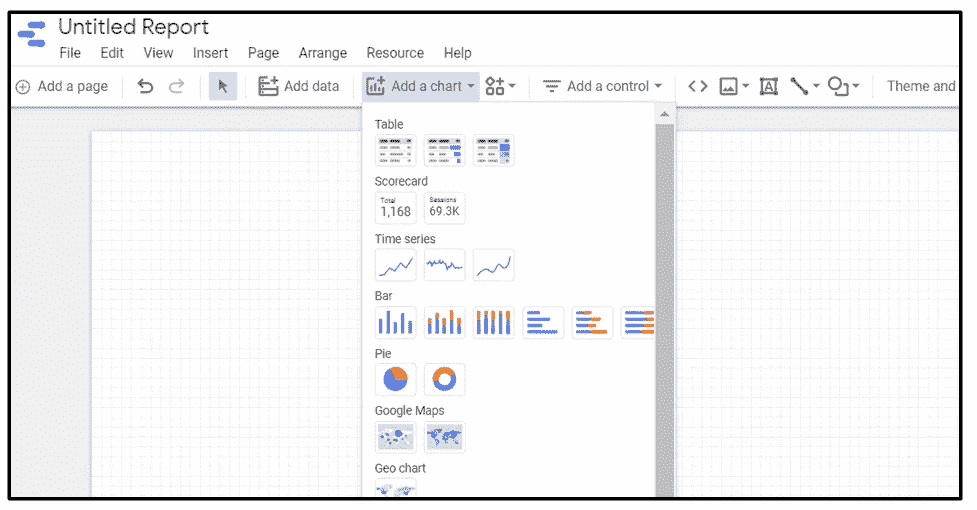 Untitled Report
File Edit View Insert Page Arrange Resource Help
Add a page Add data Add a chart Add a control Theme and
Table
Scorecard
Total Sessions
1,168 69.3K
Time series
Bar
Pie
Google Maps
Geo chart